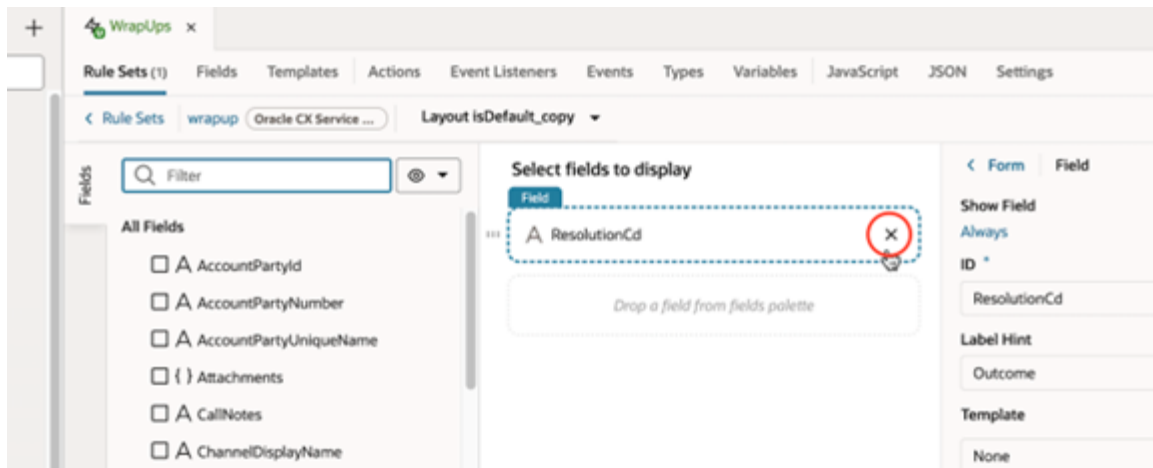 + WrapUps ×
Rule Sets (1) Fields Templates Actions Event Listeners Events Types Variables JavaScript JSON Settings
< Rule Sets wrapup Oracle CX Service ... Layout isDefault_copy
Fields
Filter
All Fields
AccountPartyId
AccountPartyNumber
AccountPartyUniqueName
{ } Attachments
CallNotes
ChannelDisplayName
Select fields to display
Field
A ResolutionCd ×
Drop a field from fields palette
< Form Field
Show Field
Always
ID *
ResolutionCd
Label Hint
Outcome
Template
None